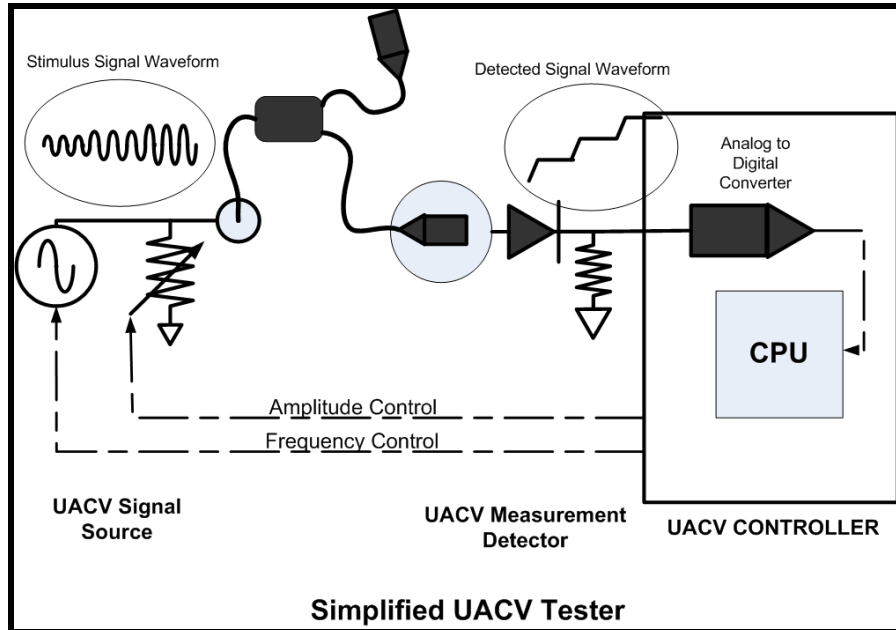 Stimulus Signal Waveform
Detected Signal Waveform
Analog to
Digital
Converter
CPU
Amplitude Control
Frequency Control
UACV Signal
Source
UACV Measurement
Detector
UACV CONTROLLER
Simplified UACV Tester